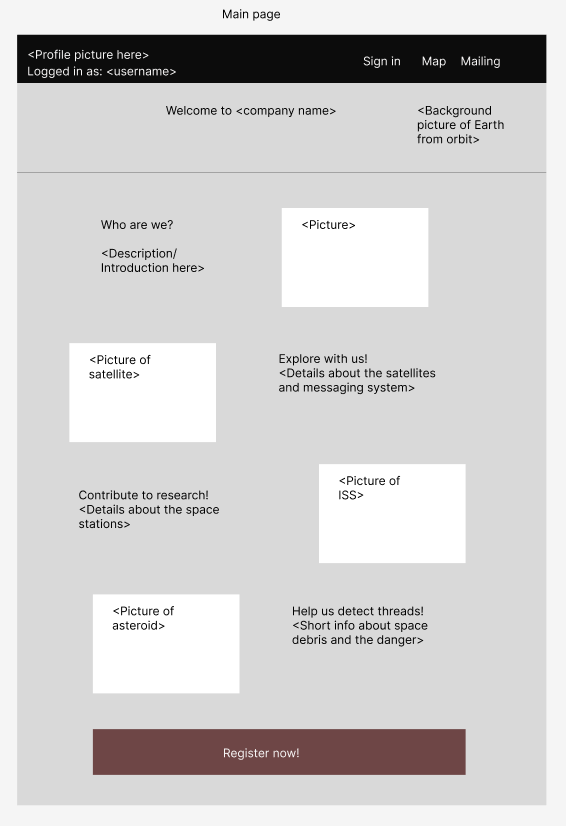 Main page
<Profile picture here>
Logged in as: <username>
Sign in
Map
Mailing
Welcome to <company name>
<Background
picture of Earth
from orbit>
Who are we?
<Description/
Introduction here>
<Picture>
<Picture of
satellite>
Explore with us!
<Details about the satellites
and messaging system>
Contribute to research!
<Details about the space
stations>
<Picture of
ISS>
<Picture of
asteroid>
Help us detect threads!
<Short info about space
debris and the danger>
Register now!